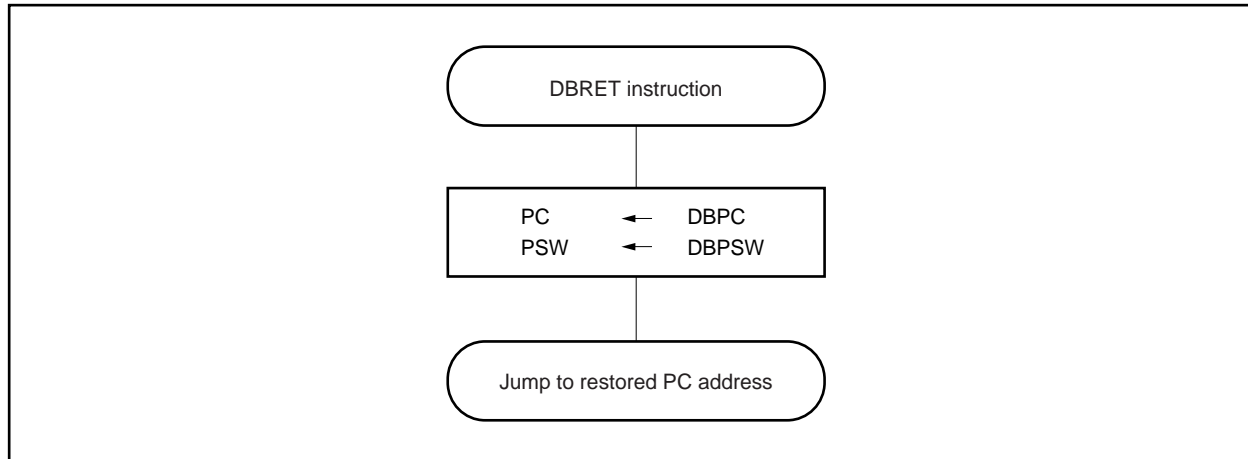 DBRET instruction
PC ← DBPC
PSW ← DBPSW
Jump to restored PC address